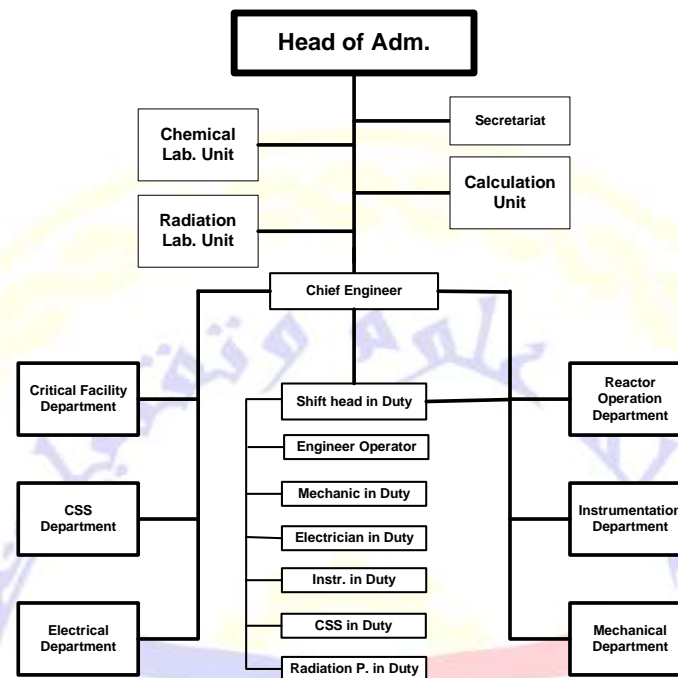 Head of Adm.
Chemical
Lab. Unit
Secretariat
Calculation
Unit
Radiation
Lab. Unit
Chief Engineer
Critical Facility
Department
Shift head in Duty
Reactor
Operation
Department
Engineer Operator
Mechanic in Duty
CSS
Department
Instrumentation
Department
Electrician in Duty
Instr. in Duty
CSS in Duty
Electrical
Department
Mechanical
Department
Radiation P. in Duty